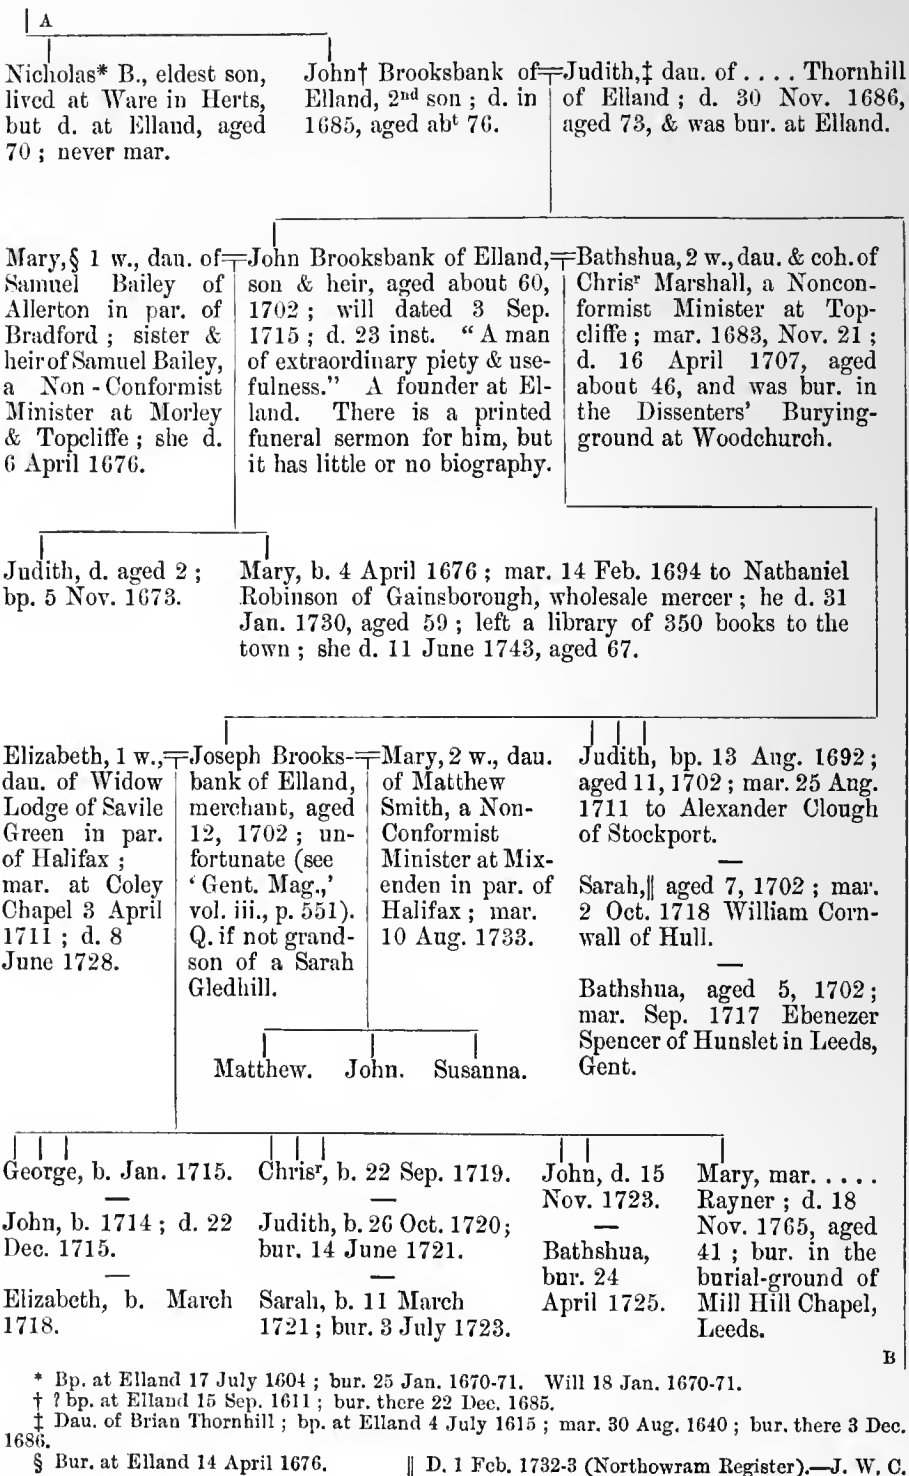 A
Nicholas* B., eldest son,
lived at Ware in Herts,
but d. at Elland, aged
70 ; never mar.
John† Brooksbank of
Elland, 2nd son ; d. in
1685, aged abt 76.
Judith,‡ dau. of . . . . Thornhill
of Elland ; d. 30 Nov. 1686,
aged 73, & was bur. at Elland.
Mary,§ 1 w., dau. of
Samuel Bailey of
Allerton in par. of
Bradford ; sister &
heir of Samuel Bailey,
a Non-Conformist
Minister at Morley
& Topcliffe ; she d.
6 April 1676.
John Brooksbank of Elland,
son & heir, aged about 60,
1702 ; will dated 3 Sep.
1715 ; d. 23 inst. “ A man
of extraordinary piety & use-
fulness.” A founder at El-
land. There is a printed
funeral sermon for him, but
it has little or no biography.
Bathshua, 2 w., dau. & coh. of
Chrisr Marshall, a Noncon-
formist Minister at Top-
cliffe ; mar. 1683, Nov. 21 ;
d. 16 April 1707, aged
about 46, and was bur. in
the Dissenters’ Burying-
ground at Woodchurch.
Judith, d. aged 2 ;
bp. 5 Nov. 1673.
Mary, b. 4 April 1676 ; mar. 14 Feb. 1694 to Nathaniel
Robinson of Gainsborough, wholesale mercer ; he d. 31
Jan. 1730, aged 59 ; left a library of 350 books to the
town ; she d. 11 June 1743, aged 67.
Elizabeth, 1 w.,
dau. of Widow
Lodge of Savile
Green in par.
of Halifax ;
mar. at Coley
Chapel 3 April
1711 ; d. 8
June 1728.
Joseph Brooks-
bank of Elland,
merchant, aged
12, 1702 ; un-
fortunate (see
‘ Gent. Mag.,’
vol. iii., p. 551).
Q. if not grand-
son of a Sarah
Gledhill.
Mary, 2 w., dau.
of Matthew
Smith, a Non-
Conformist
Minister at Mix-
enden in par. of
Halifax ; mar.
10 Aug. 1733.
Judith, bp. 13 Aug. 1692 ;
aged 11, 1702 ; mar. 25 Aug.
1711 to Alexander Clough
of Stockport.
Sarah,‖ aged 7, 1702 ; mar.
2 Oct. 1718 William Corn-
wall of Hull.
Bathshua, aged 5, 1702 ;
mar. Sep. 1717 Ebenezer
Spencer of Hunslet in Leeds,
Gent.
Matthew. John. Susanna.
George, b. Jan. 1715.
John, b. 1714 ; d. 22
Dec. 1715.
Elizabeth, b. March
1718.
Chrisr, b. 22 Sep. 1719.
Judith, b. 26 Oct. 1720;
bur. 14 June 1721.
Sarah, b. 11 March
1721 ; bur. 3 July 1723.
John, d. 15
Nov. 1723.
Bathshua,
bur. 24
April 1725.
Mary, mar. . . . .
Rayner ; d. 18
Nov. 1765, aged
41 ; bur. in the
burial-ground of
Mill Hill Chapel,
Leeds.
B
* Bp. at Elland 17 July 1604 ; bur. 25 Jan. 1670-71. Will 18 Jan. 1670-71.
† ? bp. at Elland 15 Sep. 1611 ; bur. there 22 Dec. 1685.
‡ Dau. of Brian Thornhill ; bp. at Elland 4 July 1615 ; mar. 30 Aug. 1640 ; bur. there 3 Dec.
1686.
§ Bur. at Elland 14 April 1676. ‖ D. 1 Feb. 1732-3 (Northowram Register).—J. W. C.